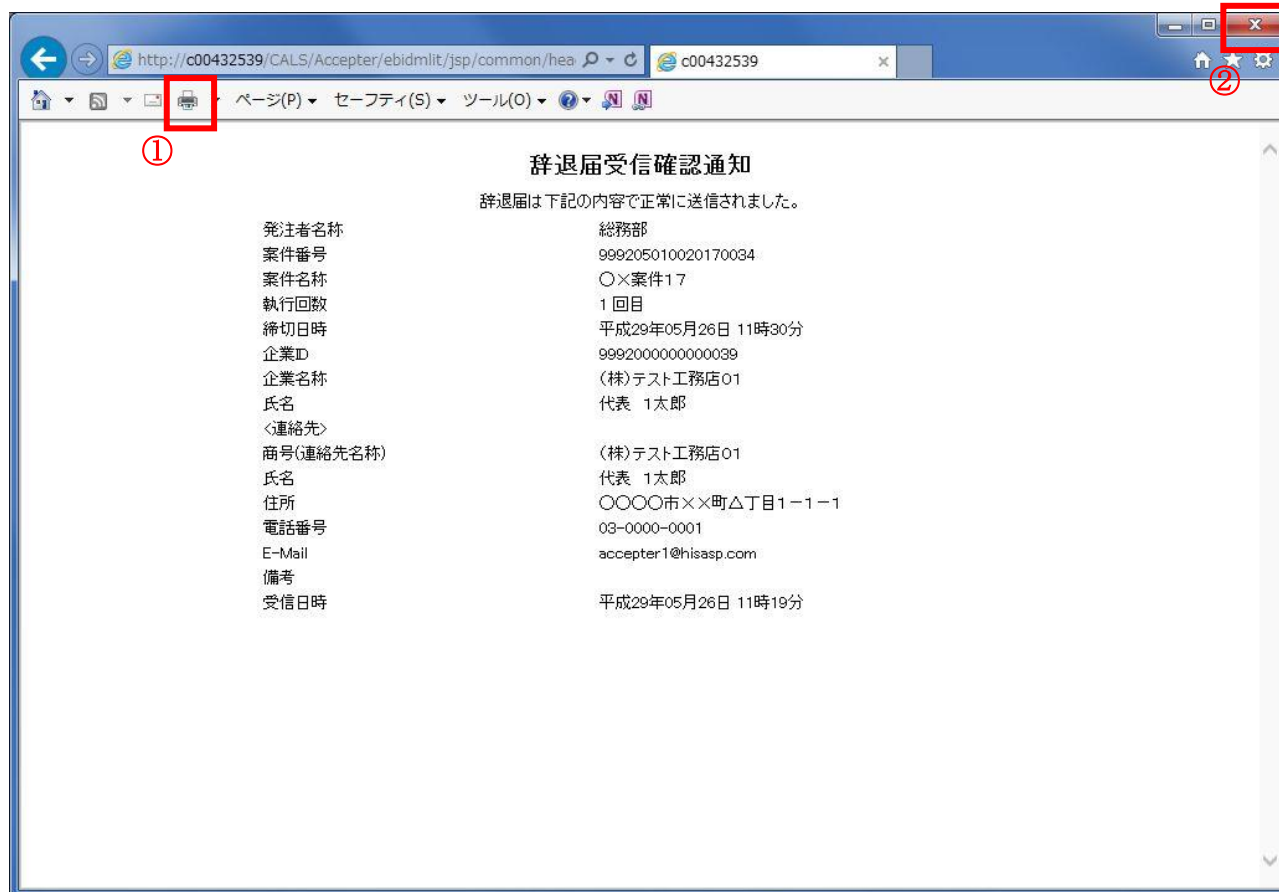 http://c00432539/CALS/Accepter/ebidmlit/jsp/common/hea
c00432539
②
ページ(P) セーフティ(S) ツール(O)
①
辞退届受信確認通知
辞退届は下記の内容で正常に送信されました。
発注者名称 総務部
案件番号 999205010020170034
案件名称 〇×案件17
執行回数 1回目
締切日時 平成29年05月26日 11時30分
企業ID 9992000000000039
企業名称 (株)テスト工務店01
氏名 代表 1太郎
<連絡先>
商号(連絡先名称) (株)テスト工務店01
氏名 代表 1太郎
住所 〇〇〇〇市××町△丁目1-1-1
電話番号 03-0000-0001
E-Mail accepter1@hisasp.com
備考
受信日時 平成29年05月26日 11時19分